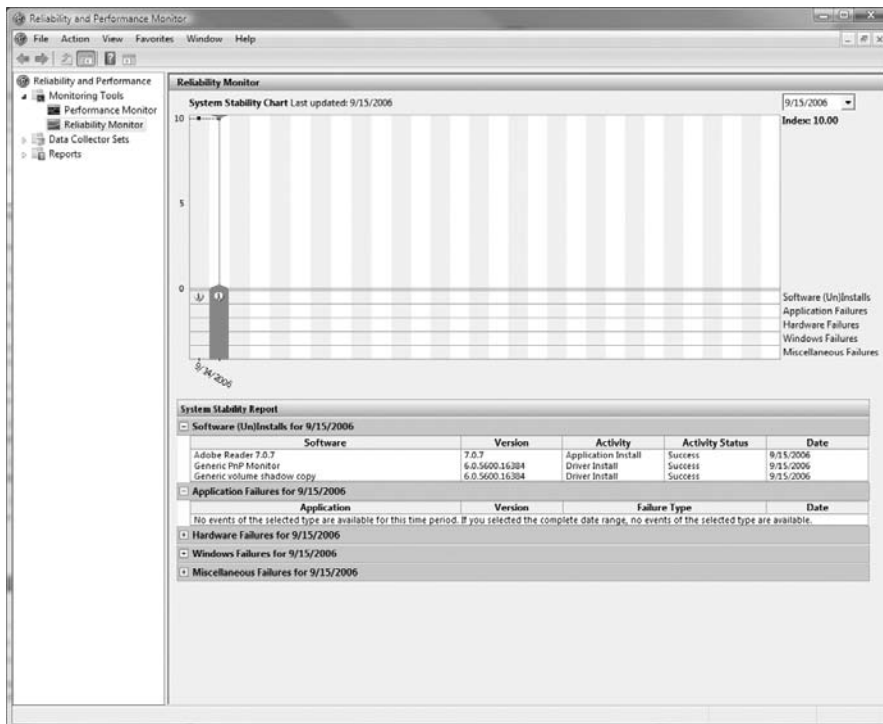 Reliability and Performance Monitor
File Action View Favorites Window Help
Reliability and Performance
Monitoring Tools
Performance Monitor
Reliability Monitor
Data Collector Sets
Reports
Reliability Monitor
System Stability Chart Last updated: 9/15/2006
9/15/2006
Index: 10.00
10
5
0
Software (Un)Installs
Application Failures
Hardware Failures
Windows Failures
Miscellaneous Failures
9/14/2006
System Stability Report
Software (Un)Installs for 9/15/2006
Software Version Activity Activity Status Date
Adobe Reader 7.0.7 7.0.7 Application Install Success 9/15/2006
Generic PnP Monitor 6.0.5600.16384 Driver Install Success 9/15/2006
Generic volume shadow copy 6.0.5600.16384 Driver Install Success 9/15/2006
Application Failures for 9/15/2006
Application Version Failure Type Date
No events of the selected type are available for this time period. If you selected the complete date range, no events of the selected type are available.
Hardware Failures for 9/15/2006
Windows Failures for 9/15/2006
Miscellaneous Failures for 9/15/2006